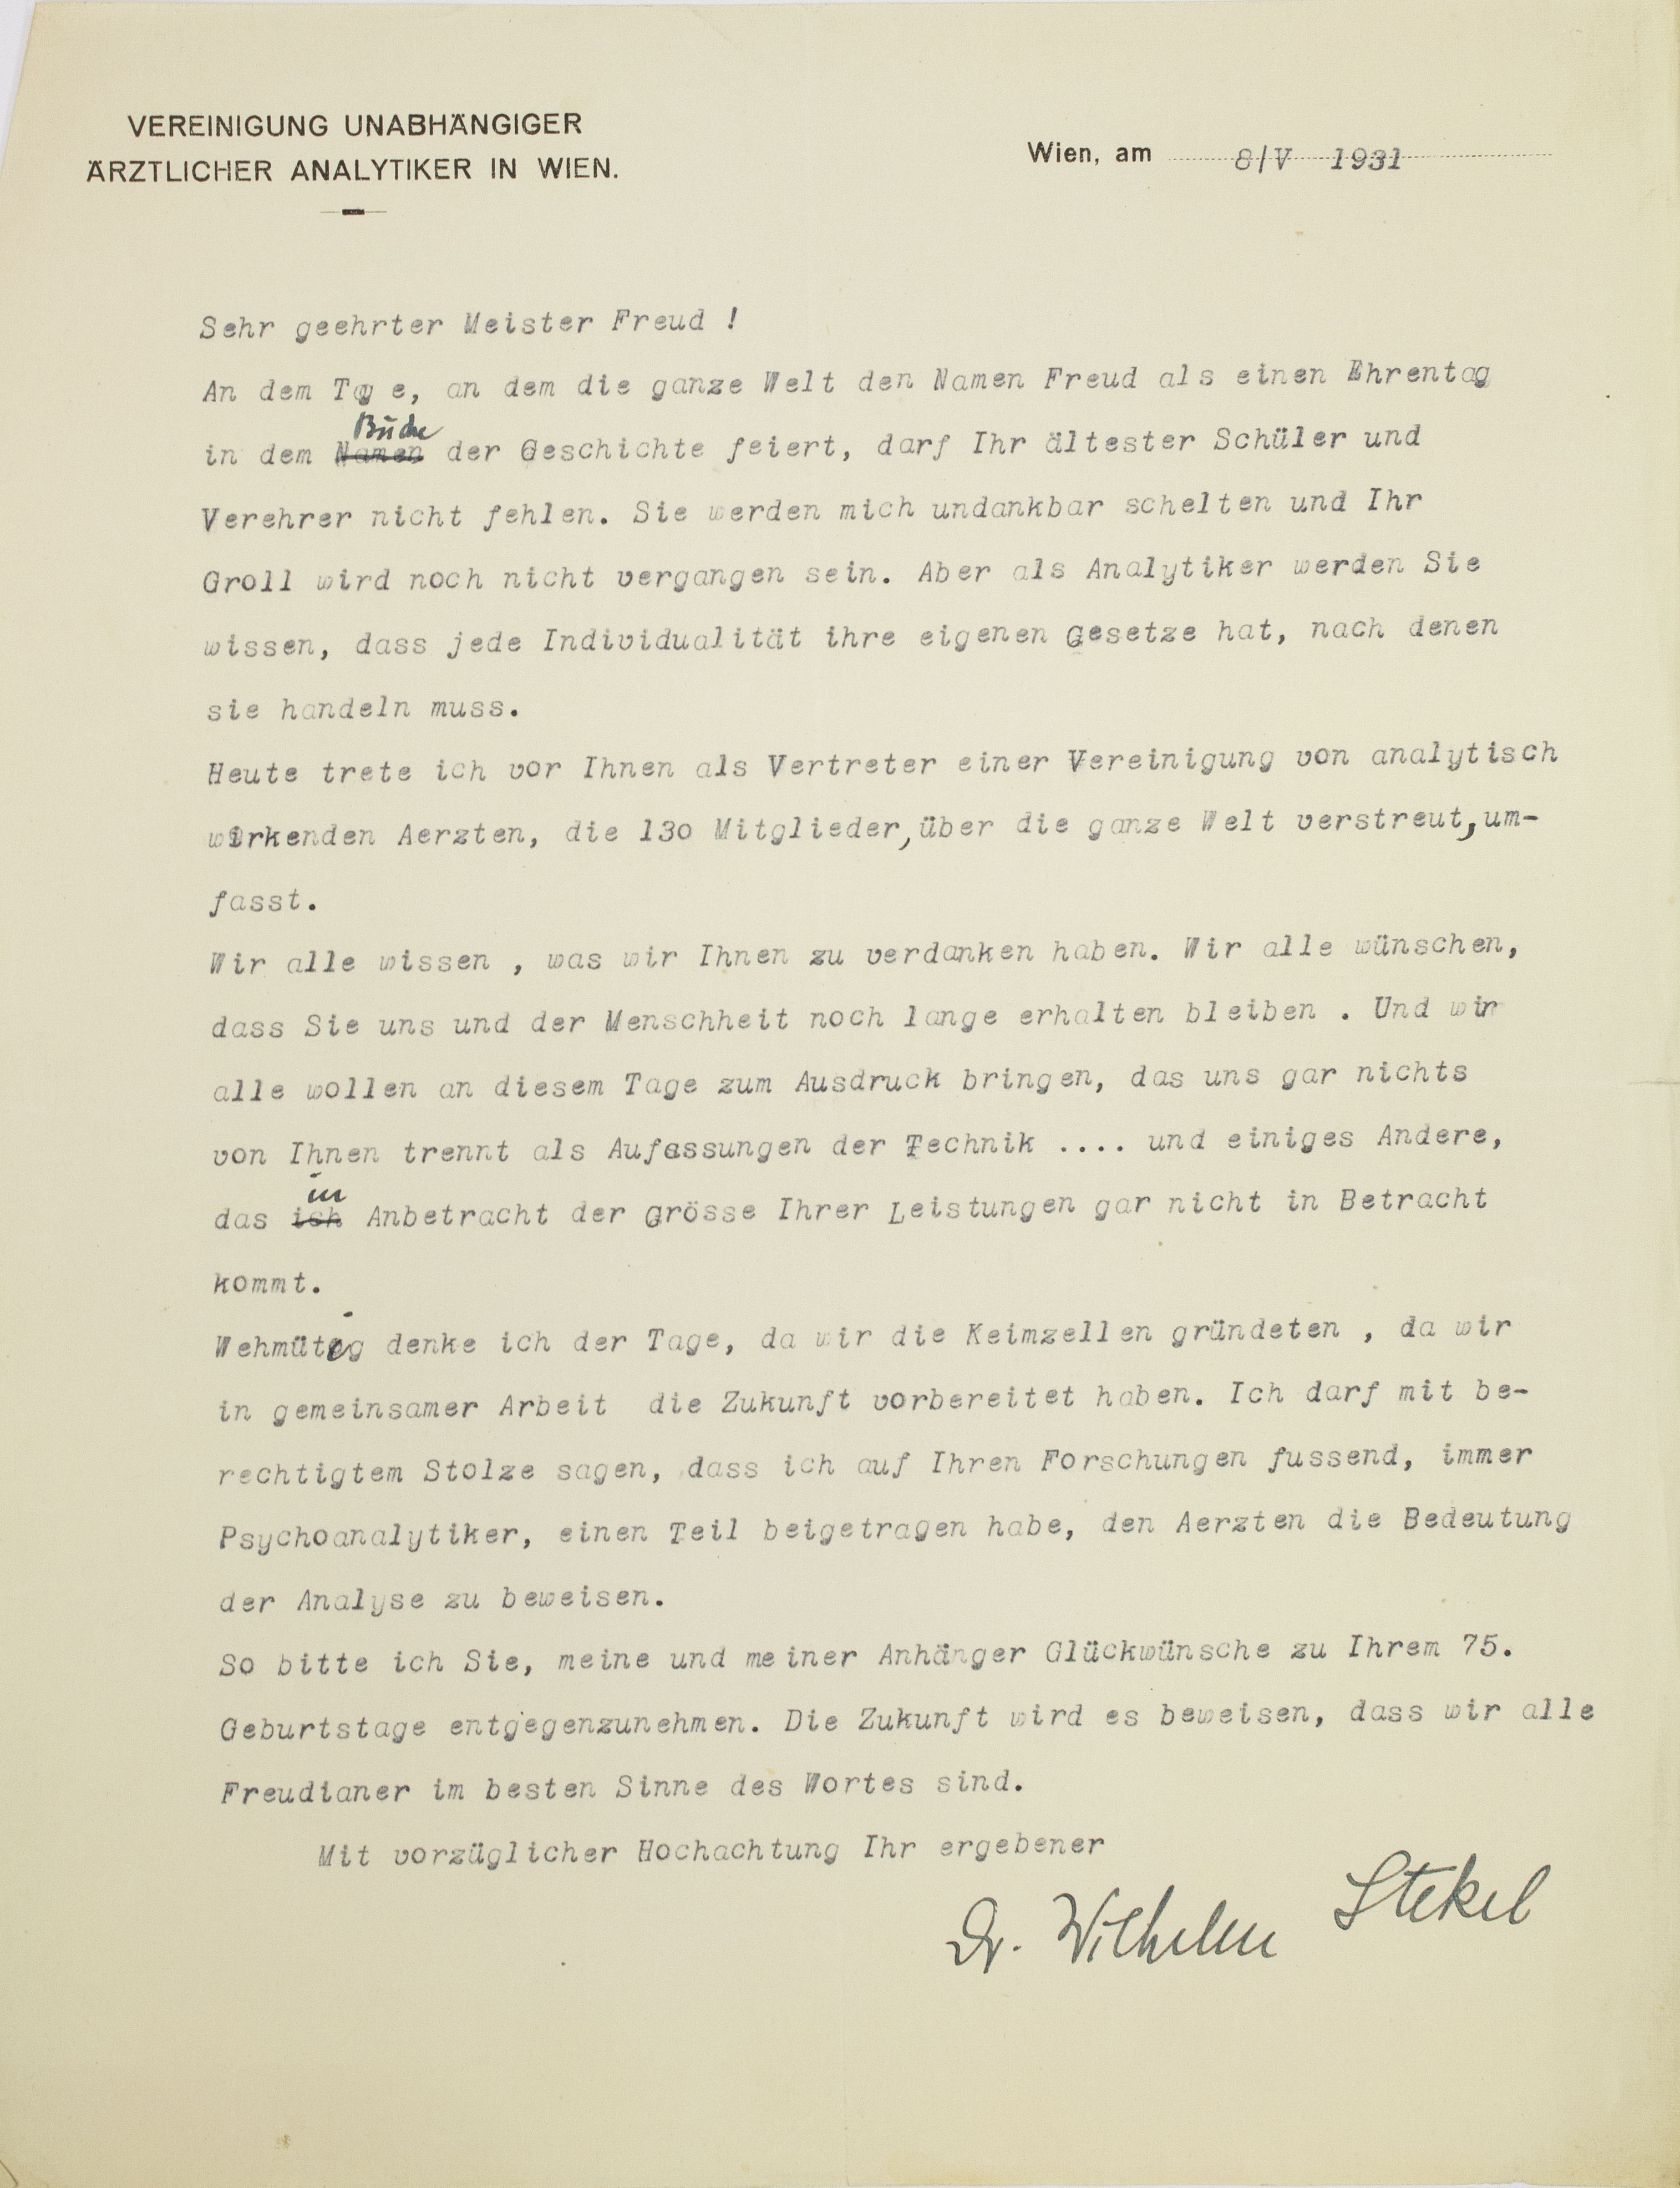 VEREINIGUNG UNABHÄNGIGER
ÄRZTLICHER ANALYTIKER IN WIEN.
Wien, am 8/V 1931
Sehr geehrter Meister Freud !
An dem Tage, an dem die ganze Welt den Namen Freud als einen Ehrentag
Buche
in dem Namen der Geschichte feiert, darf Ihr ältester Schüler und
Verehrer nicht fehlen. Sie werden mich undankbar schelten und Ihr
Groll wird noch nicht vergangen sein. Aber als Analytiker werden Sie
wissen, dass jede Individualität ihre eigenen Gesetze hat, nach denen
sie handeln muss.
Heute trete ich vor Ihnen als Vertreter einer Vereinigung von analytisch
wirkenden Aerzten, die 130 Mitglieder, über die ganze Welt verstreut, um-
fasst.
Wir alle wissen , was wir Ihnen zu verdanken haben. Wir alle wünschen,
dass Sie uns und der Menschheit noch lange erhalten bleiben . Und wir
alle wollen an diesem Tage zum Ausdruck bringen, das uns gar nichts
von Ihnen trennt als Aufassungen der Technik .... und einiges Andere,
in
das ich Anbetracht der Grösse Ihrer Leistungen gar nicht in Betracht
kommt.
Wehmütig denke ich der Tage, da wir die Keimzellen gründeten , da wir
in gemeinsamer Arbeit die Zukunft vorbereitet haben. Ich darf mit be-
rechtigtem Stolze sagen, dass ich auf Ihren Forschungen fussend, immer
Psychoanalytiker, einen Teil beigetragen habe, den Aerzten die Bedeutung
der Analyse zu beweisen.
So bitte ich Sie, meine und meiner Anhänger Glückwünsche zu Ihrem 75.
Geburtstage entgegenzunehmen. Die Zukunft wird es beweisen, dass wir alle
Freudianer im besten Sinne des Wortes sind.
Mit vorzüglicher Hochachtung Ihr ergebener
Dr. Wilhelm Stekel